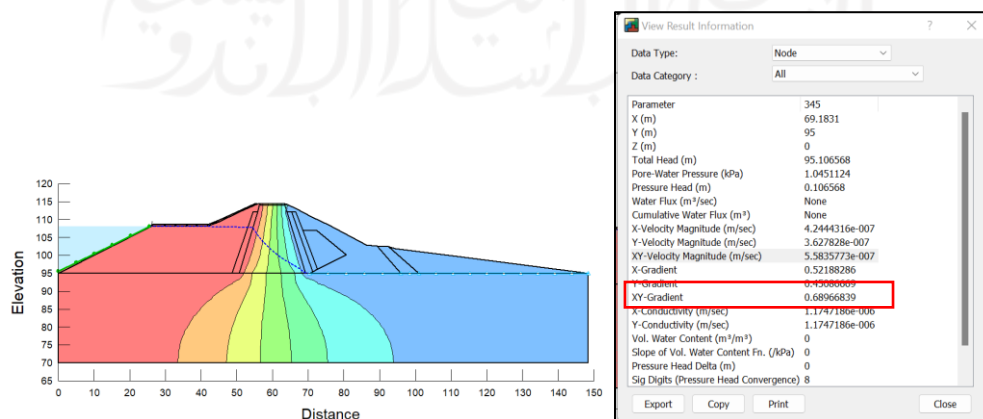 120
115
110
105
100
95
90
85
80
75
70
65
Elevation
0 10 20 30 40 50 60 70 80 90 100 110 120 130 140 150
Distance
View Result Information ? ×
Data Type: Node
Data Category : All
Parameter 345
X (m) 69.1831
Y (m) 95
Z (m) 0
Total Head (m) 95.106568
Pore-Water Pressure (kPa) 1.0451124
Pressure Head (m) 0.106568
Water Flux (m³/sec) None
Cumulative Water Flux (m³) None
X-Velocity Magnitude (m/sec) 4.2444316e-007
Y-Velocity Magnitude (m/sec) 3.627828e-007
XY-Velocity Magnitude (m/sec) 5.5835773e-007
X-Gradient 0.52188286
Y-Gradient
XY-Gradient 0.68966839
X-Conductivity (m/sec) 1.1747186e-006
Y-Conductivity (m/sec) 1.1747186e-006
Vol. Water Content (m³/m³) 0
Slope of Vol. Water Content Fn. (/kPa) 0
Pressure Head Delta (m) 0
Sig Digits (Pressure Head Convergence) 8
Export Copy Print Close